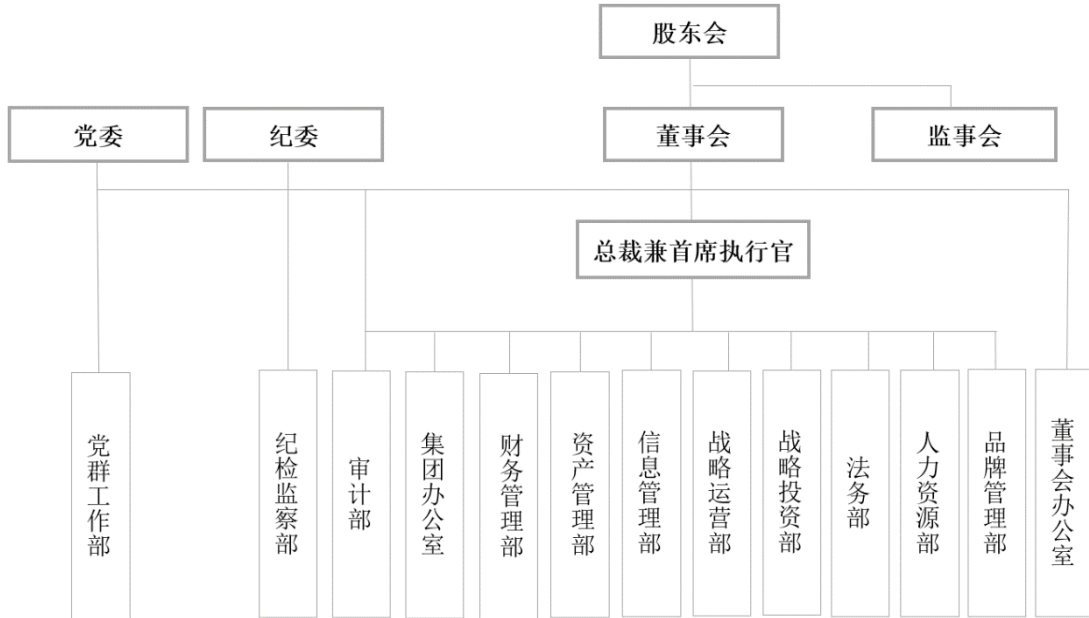 股东会
党委
纪委
董事会
监事会
总裁兼首席执行官
党群工作部
纪检监察部
审计部
集团办公室
财务管理部
资产管理部
信息管理部
战略运营部
战略投资部
法务部
人力资源部
品牌管理部
董事会办公室